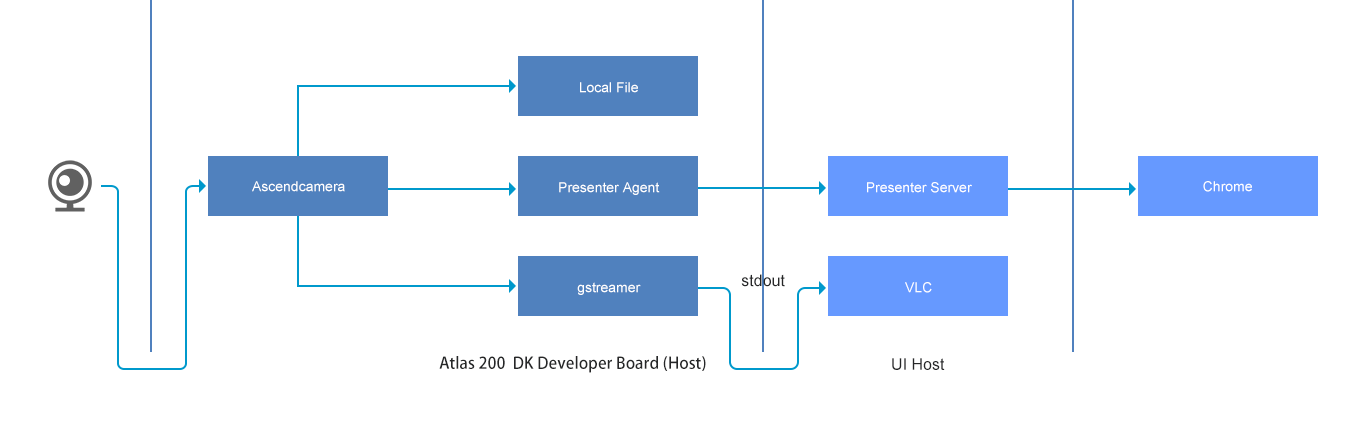 Local File
Ascendcamera
Presenter Agent
Presenter Server
Chrome
gstreamer
stdout
VLC
Atlas 200 DK Developer Board (Host)
UI Host